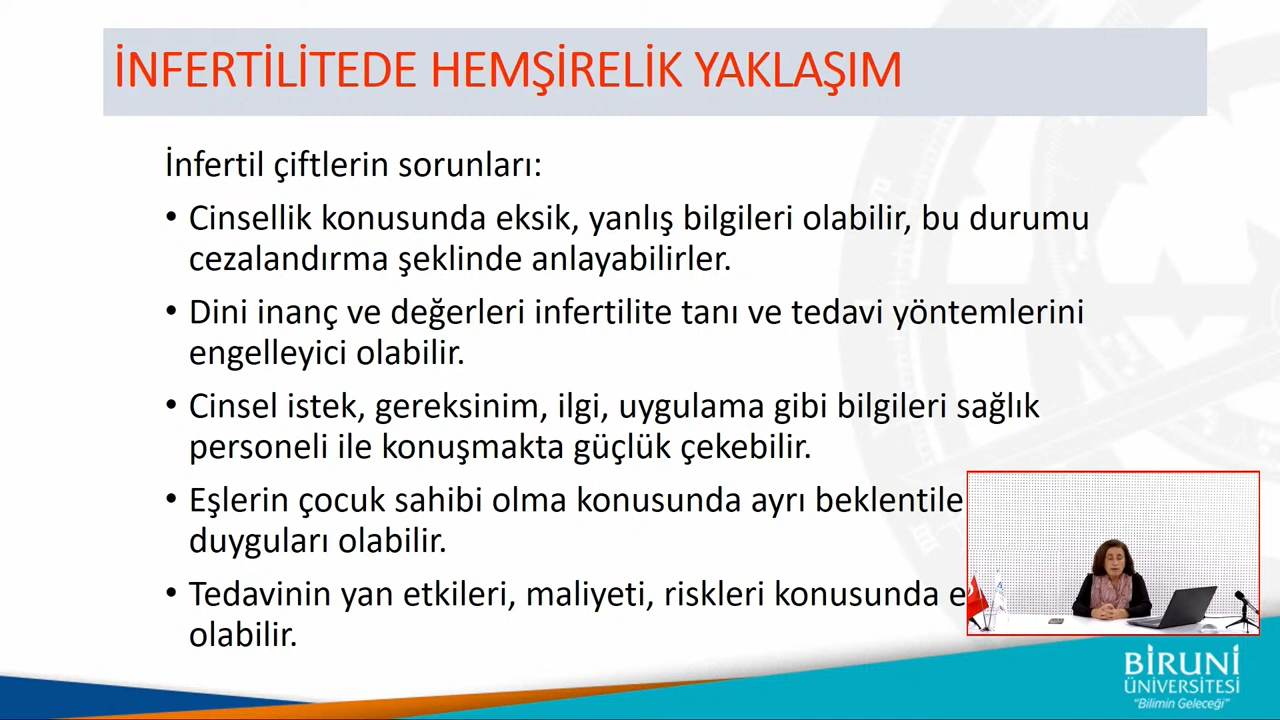 İNFERTİLİTEDE HEMŞİRELİK YAKLAŞIM
İnfertil çiftlerin sorunları:
• Cinsellik konusunda eksik, yanlış bilgileri olabilir, bu durumu
cezalandırma şeklinde anlayabilirler.
• Dini inanç ve değerleri infertilite tanı ve tedavi yöntemlerini
engelleyici olabilir.
• Cinsel istek, gereksinim, ilgi, uygulama gibi bilgileri sağlık
personeli ile konuşmakta güçlük çekebilir.
• Eşlerin çocuk sahibi olma konusunda ayrı
duyguları olabilir.
• Tedavinin yan etkileri, maliyeti, riskleri konusunda
olabilir.
BİRUNİ
ÜNİVERSİTESİ
"Bilimin Geleceği"